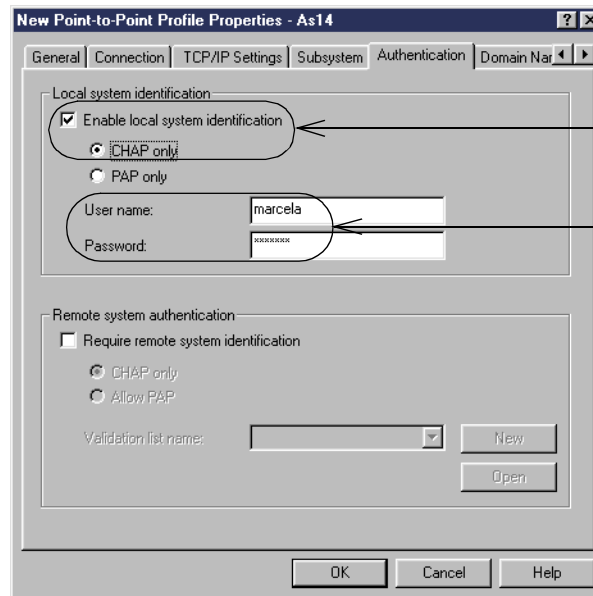 New Point-to-Point Profile Properties - As14
General Connection TCP/IP Settings Subsystem Authentication Domain Nar
Local system identification
Enable local system identification
CHAP only
PAP only
User name: marcela
Password: xxxxxxx
Remote system authentication
Require remote system identification
CHAP only
Allow PAP
Validation list name:
New
Open
OK Cancel Help